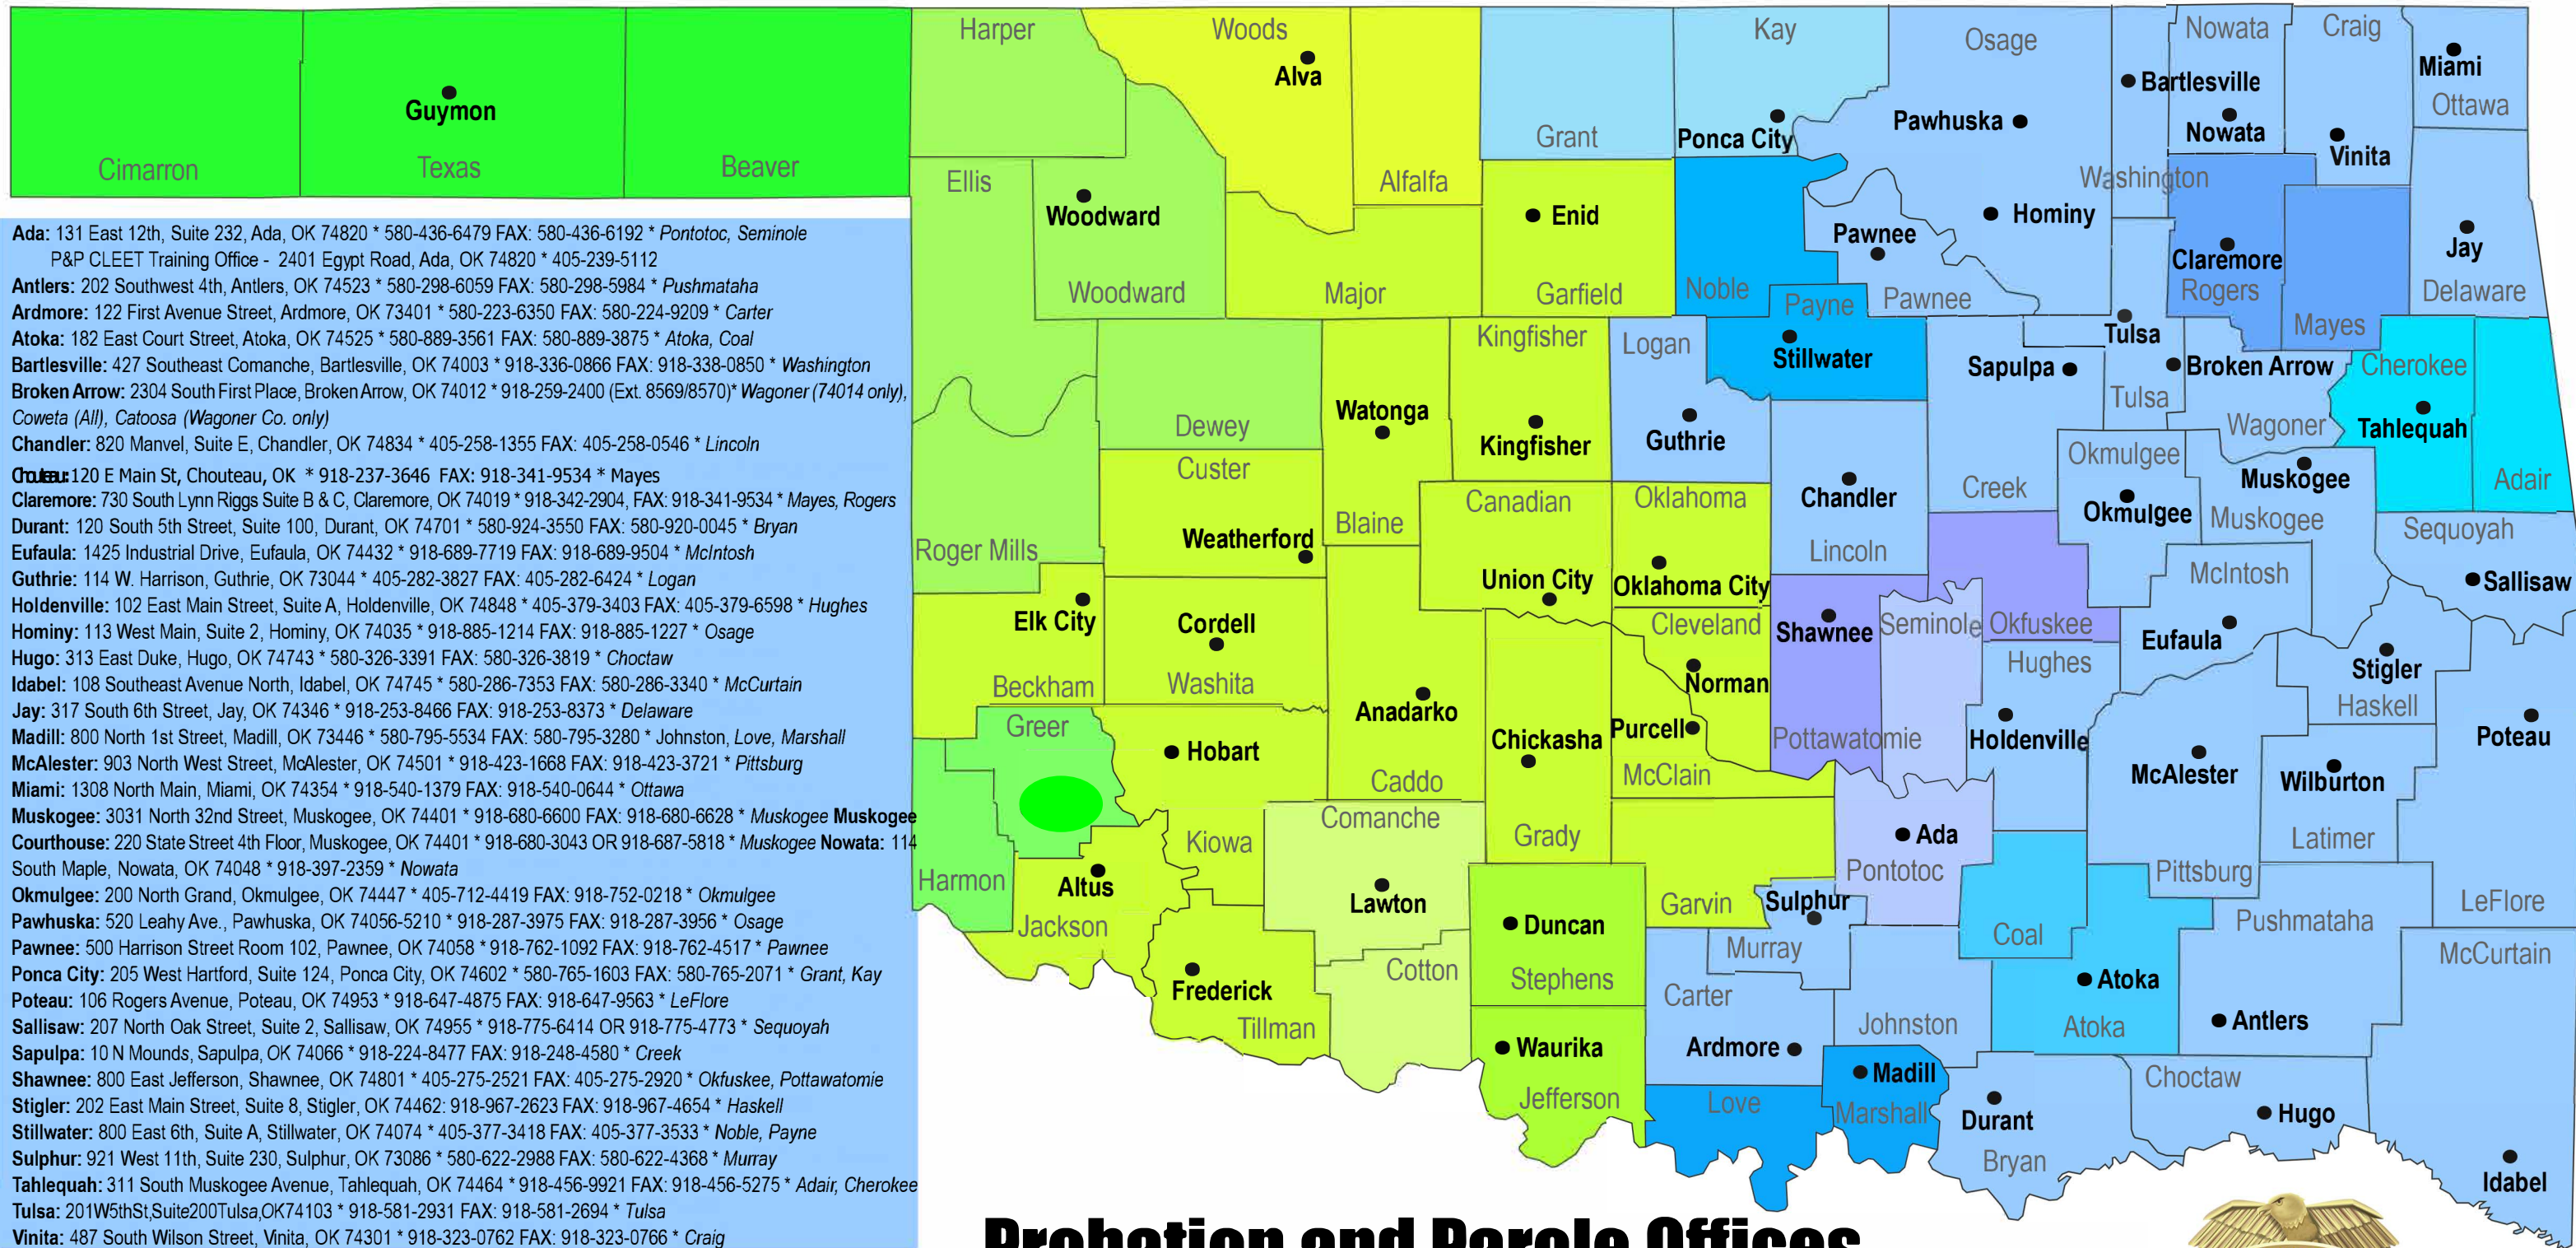 Harper
Woods
Kay
Osage
Nowata
Craig
Miami
Alva
Bartlesville
Guymon
Ottawa
Grant
Ponca City
Pawhuska
Nowata
Vinita
Cimarron
Texas
Beaver
Ellis
Alfalfa
Washington
Woodward
Enid
Hominy
Pawnee
Jay
Claremore
Woodward
Major
Garfield
Noble
Payne
Pawnee
Rogers
Delaware
Mayes
Kingfisher
Logan
Stillwater
Tulsa
Sapulpa
Broken Arrow
Cherokee
Tulsa
Dewey
Watonga
Kingfisher
Guthrie
Wagoner
Tahlequah
Custer
Okmulgee
Muskogee
Chandler
Creek
Adair
Canadian
Oklahoma
Okmulgee
Muskogee
Blaine
Weatherford
Sequoyah
Roger Mills
Lincoln
McIntosh
Union City
Oklahoma City
Sallisaw
Elk City
Cordell
Cleveland
Shawnee
Seminole
Okfuskee
Eufaula
Hughes
Stigler
Beckham
Washita
Norman
Haskell
Greer
Anadarko
Purcell
Chickasha
Pottawatomie
Holdenville
Poteau
Hobart
McAlester
Wilburton
McClain
Caddo
Comanche
Grady
Kiowa
Ada
Latimer
Harmon
Altus
Pontotoc
Pittsburg
Lawton
Garvin
Sulphur
LeFlore
Jackson
Duncan
Coal
Pushmataha
Murray
McCurtain
Cotton
Stephens
Atoka
Frederick
Carter
Tillman
Johnston
Atoka
Antlers
Waurika
Ardmore
Madill
Choctaw
Jefferson
Love
Marshall
Durant
Hugo
Bryan
Idabel
Ada: 131 East 12th, Suite 232, Ada, OK 74820 * 580-436-6479 FAX: 580-436-6192 * Pontotoc, Seminole
P&P CLEET Training Office - 2401 Egypt Road, Ada, OK 74820 * 405-239-5112
Antlers: 202 Southwest 4th, Antlers, OK 74523 * 580-298-6059 FAX: 580-298-5984 * Pushmataha
Ardmore: 122 First Avenue Street, Ardmore, OK 73401 * 580-223-6350 FAX: 580-224-9209 * Carter
Atoka: 182 East Court Street, Atoka, OK 74525 * 580-889-3561 FAX: 580-889-3875 * Atoka, Coal
Bartlesville: 427 Southeast Comanche, Bartlesville, OK 74003 * 918-336-0866 FAX: 918-338-0850 * Washington
Broken Arrow: 2304 South First Place, Broken Arrow, OK 74012 * 918-259-2400 (Ext. 8569/8570)* Wagoner (74014 only),
Coweta (All), Catoosa (Wagoner Co. only)
Chandler: 820 Manvel, Suite E, Chandler, OK 74834 * 405-258-1355 FAX: 405-258-0546 * Lincoln
Chouteau: 120 E Main St, Chouteau, OK * 918-237-3646 FAX: 918-341-9534 * Mayes
Claremore: 730 South Lynn Riggs Suite B & C, Claremore, OK 74019 * 918-342-2904, FAX: 918-341-9534 * Mayes, Rogers
Durant: 120 South 5th Street, Suite 100, Durant, OK 74701 * 580-924-3550 FAX: 580-920-0045 * Bryan
Eufaula: 1425 Industrial Drive, Eufaula, OK 74432 * 918-689-7719 FAX: 918-689-9504 * McIntosh
Guthrie: 114 W. Harrison, Guthrie, OK 73044 * 405-282-3827 FAX: 405-282-6424 * Logan
Holdenville: 102 East Main Street, Suite A, Holdenville, OK 74848 * 405-379-3403 FAX: 405-379-6598 * Hughes
Hominy: 113 West Main, Suite 2, Hominy, OK 74035 * 918-885-1214 FAX: 918-885-1227 * Osage
Hugo: 313 East Duke, Hugo, OK 74743 * 580-326-3391 FAX: 580-326-3819 * Choctaw
Idabel: 108 Southeast Avenue North, Idabel, OK 74745 * 580-286-7353 FAX: 580-286-3340 * McCurtain
Jay: 317 South 6th Street, Jay, OK 74346 * 918-253-8466 FAX: 918-253-8373 * Delaware
Madill: 800 North 1st Street, Madill, OK 73446 * 580-795-5534 FAX: 580-795-3280 * Johnston, Love, Marshall
McAlester: 903 North West Street, McAlester, OK 74501 * 918-423-1668 FAX: 918-423-3721 * Pittsburg
Miami: 1308 North Main, Miami, OK 74354 * 918-540-1379 FAX: 918-540-0644 * Ottawa
Muskogee: 3031 North 32nd Street, Muskogee, OK 74401 * 918-680-6600 FAX: 918-680-6628 * Muskogee Muskogee
Courthouse: 220 State Street 4th Floor, Muskogee, OK 74401 * 918-680-3043 OR 918-687-5818 * Muskogee Nowata: 114
South Maple, Nowata, OK 74048 * 918-397-2359 * Nowata
Okmulgee: 200 North Grand, Okmulgee, OK 74447 * 405-712-4419 FAX: 918-752-0218 * Okmulgee
Pawhuska: 520 Leahy Ave., Pawhuska, OK 74056-5210 * 918-287-3975 FAX: 918-287-3956 * Osage
Pawnee: 500 Harrison Street Room 102, Pawnee, OK 74058 * 918-762-1092 FAX: 918-762-4517 * Pawnee
Ponca City: 205 West Hartford, Suite 124, Ponca City, OK 74602 * 580-765-1603 FAX: 580-765-2071 * Grant, Kay
Poteau: 106 Rogers Avenue, Poteau, OK 74953 * 918-647-4875 FAX: 918-647-9563 * LeFlore
Sallisaw: 207 North Oak Street, Suite 2, Sallisaw, OK 74955 * 918-775-6414 OR 918-775-4773 * Sequoyah
Sapulpa: 10 N Mounds, Sapulpa, OK 74066 * 918-224-8477 FAX: 918-248-4580 * Creek
Shawnee: 800 East Jefferson, Shawnee, OK 74801 * 405-275-2521 FAX: 405-275-2920 * Okfuskee, Pottawatomie
Stigler: 202 East Main Street, Suite 8, Stigler, OK 74462: 918-967-2623 FAX: 918-967-4654 * Haskell
Stillwater: 800 East 6th, Suite A, Stillwater, OK 74074 * 405-377-3418 FAX: 405-377-3533 * Noble, Payne
Sulphur: 921 West 11th, Suite 230, Sulphur, OK 73086 * 580-622-2988 FAX: 580-622-4368 * Murray
Tahlequah: 311 South Muskogee Avenue, Tahlequah, OK 74464 * 918-456-9921 FAX: 918-456-5275 * Adair, Cherokee
Tulsa: 201W5thSt,Suite200Tulsa,OK74103 * 918-581-2931 FAX: 918-581-2694 * Tulsa
Vinita: 487 South Wilson Street, Vinita, OK 74301 * 918-323-0762 FAX: 918-323-0766 * Craig
Probation and Parole Offices